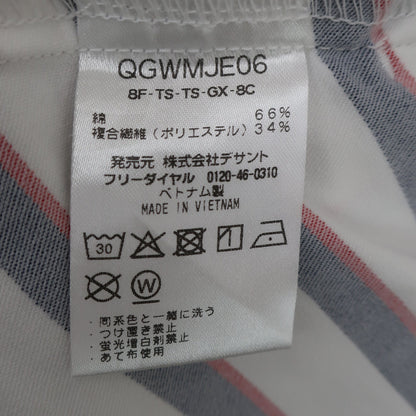 QGWMJE06
8F-TS-TS-GX-8C
綿 66%
複合繊維（ポリエステル）34%
発売元 株式会社デサント
フリーダイヤル 0120-46-0310
ベトナム製
MADE IN VIETNAM
30
W
・同系色と一緒に洗う
・つけ置き禁止
・蛍光増白剤禁止
・あて布使用